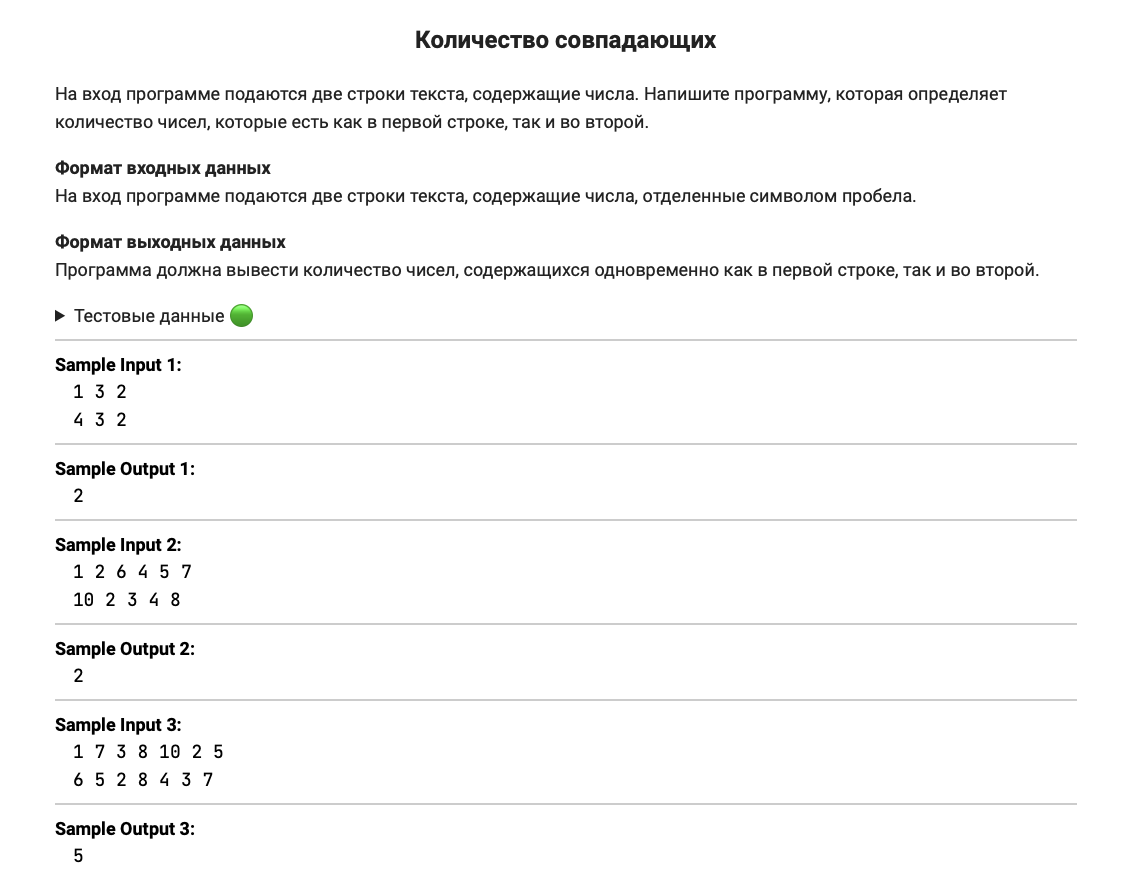 Количество совпадающих
На вход программе подаются две строки текста, содержащие числа. Напишите программу, которая определяет
количество чисел, которые есть как в первой строке, так и во второй.
Формат входных данных
На вход программе подаются две строки текста, содержащие числа, отделенные символом пробела.
Формат выходных данных
Программа должна вывести количество чисел, содержащихся одновременно как в первой строке, так и во второй.
Тестовые данные
Sample Input 1:
1 3 2
4 3 2
Sample Output 1:
2
Sample Input 2:
1 2 6 4 5 7
10 2 3 4 8
Sample Output 2:
2
Sample Input 3:
1 7 3 8 10 2 5
6 5 2 8 4 3 7
Sample Output 3:
5